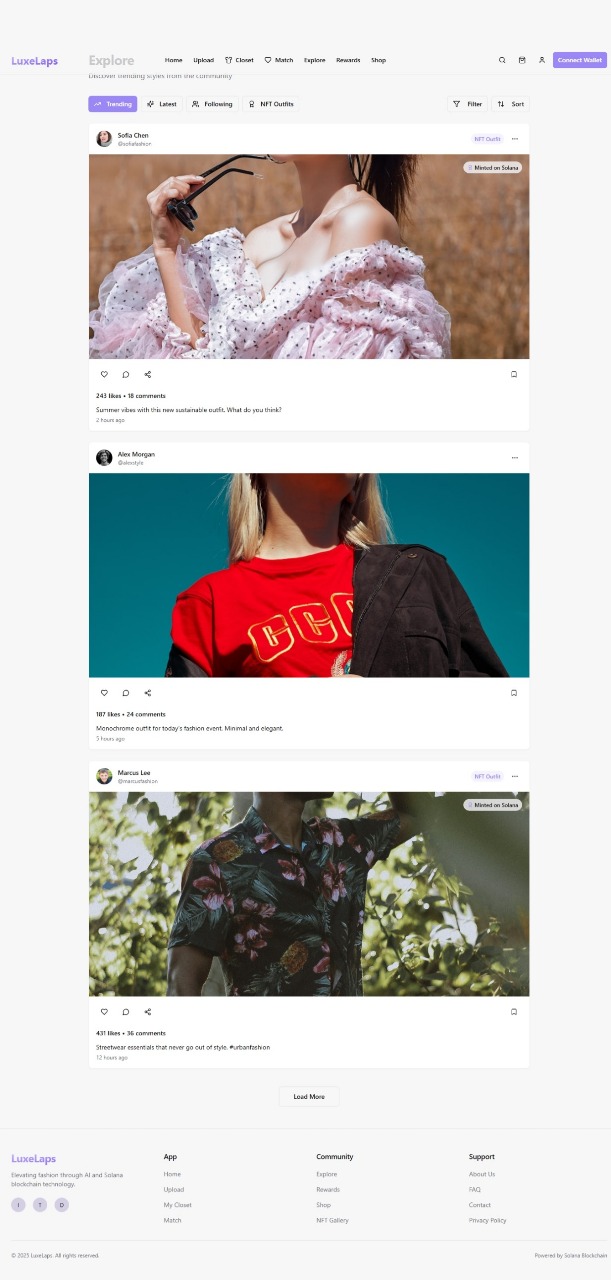 LuxeLaps
Explore
Home
Upload
Closet
Match
Explore
Rewards
Shop
Connect Wallet
Discover trending styles from the community
Trending
Latest
Following
NFT Outfits
Filter
Sort
Sofia Chen
@sofiafashion
NFT Outfit
Minted on Solana
243 likes • 18 comments
Summer vibes with this new sustainable outfit. What do you think?
2 hours ago
Alex Morgan
@alexstyle
187 likes • 24 comments
Monochrome outfit for today's fashion event. Minimal and elegant.
5 hours ago
Marcus Lee
@marcusfashion
NFT Outfit
Minted on Solana
431 likes • 36 comments
Streetwear essentials that never go out of style. #urbanfashion
12 hours ago
Load More
LuxeLaps
Elevating fashion through AI and Solana
blockchain technology.
I
T
D
App
Home
Upload
My Closet
Match
Community
Explore
Rewards
Shop
NFT Gallery
Support
About Us
FAQ
Contact
Privacy Policy
© 2025 LuxeLaps. All rights reserved.
Powered by Solana Blockchain